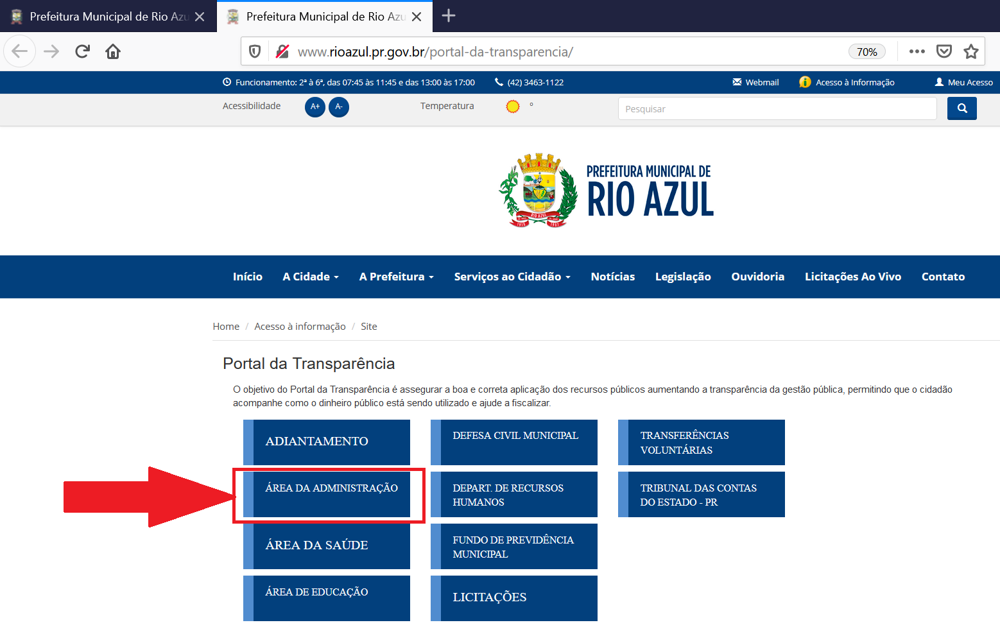 Prefeitura Municipal de Rio Azu
Prefeitura Municipal de Rio Azu
www.rioazul.pr.gov.br/portal-da-transparencia/
70%
Funcionamento: 2ª à 6ª, das 07:45 às 11:45 e das 13:00 às 17:00
(42) 3463-1122
Webmail
Acesso à Informação
Meu Acesso
Acessibilidade
A+
A-
Temperatura
º
Pesquisar
PREFEITURA MUNICIPAL DE
RIO AZUL
RIO AZUL
1918
Início
A Cidade
A Prefeitura
Serviços ao Cidadão
Notícias
Legislação
Ouvidoria
Licitações Ao Vivo
Contato
Home / Acesso à informação / Site
Portal da Transparência
O objetivo do Portal da Transparência é assegurar a boa e correta aplicação dos recursos públicos aumentando a transparência da gestão pública, permitindo que o cidadão
acompanhe como o dinheiro público está sendo utilizado e ajude a fiscalizar.
ADIANTAMENTO
DEFESA CIVIL MUNICIPAL
TRANSFERÊNCIAS
VOLUNTÁRIAS
ÁREA DA ADMINISTRAÇÃO
DEPART. DE RECURSOS
HUMANOS
TRIBUNAL DAS CONTAS
DO ESTADO - PR
ÁREA DA SAÚDE
FUNDO DE PREVIDÊNCIA
MUNICIPAL
ÁREA DE EDUCAÇÃO
LICITAÇÕES